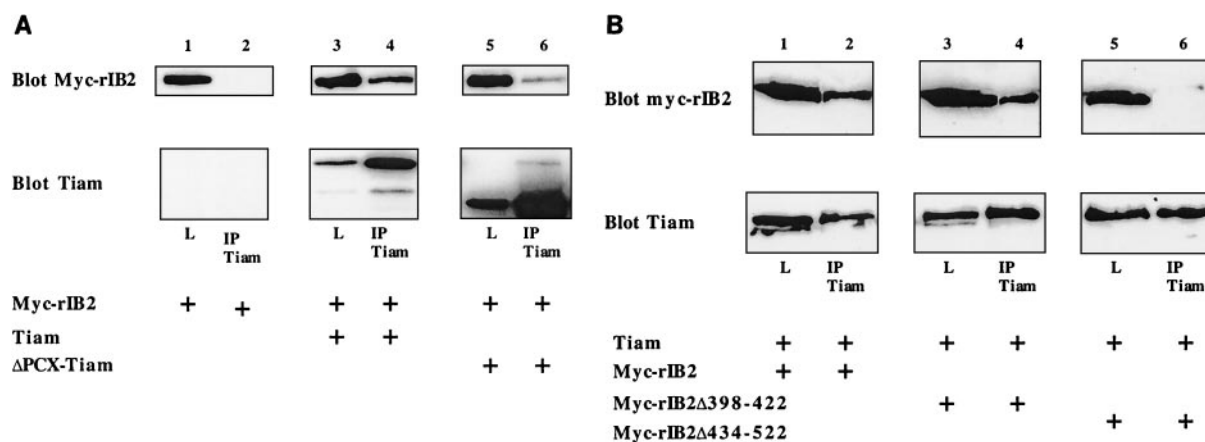 A
1 2 3 4 5 6
Blot Myc-rIB2
Blot Tiam
L IP Tiam L IP Tiam L IP Tiam
Myc-rIB2 + + + + + +
Tiam + +
ΔPCX-Tiam + +
B
1 2 3 4 5 6
Blot myc-rIB2
Blot Tiam
L IP Tiam L IP Tiam L IP Tiam
Tiam + + + + + +
Myc-rIB2 + +
Myc-rIB2Δ398-422 + +
Myc-rIB2Δ434-522 + +